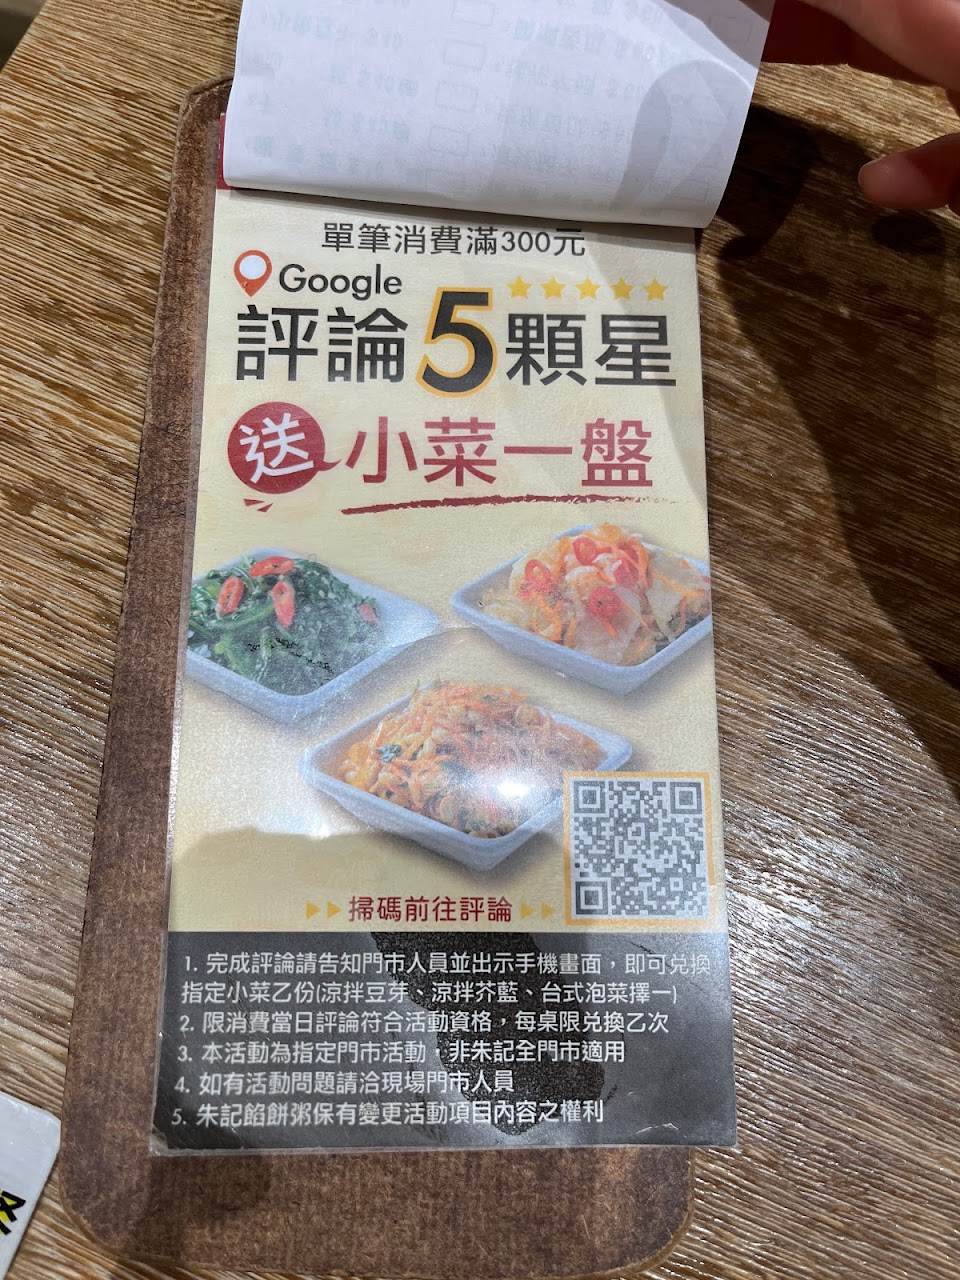 單筆消費滿300元
Google
評論5顆星
送小菜一盤
掃碼前往評論
1. 完成評論請告知門市人員並出示手機畫面，即可兌換
指定小菜乙份(涼拌豆芽、涼拌芥藍、台式泡菜擇一)
2. 限消費當日評論符合活動資格，每桌限兌換乙次
3. 本活動為指定門市活動，非朱記全門市適用
4. 如有活動問題請洽現場門市人員
5. 朱記餡餅粥保有變更活動項目內容之權利